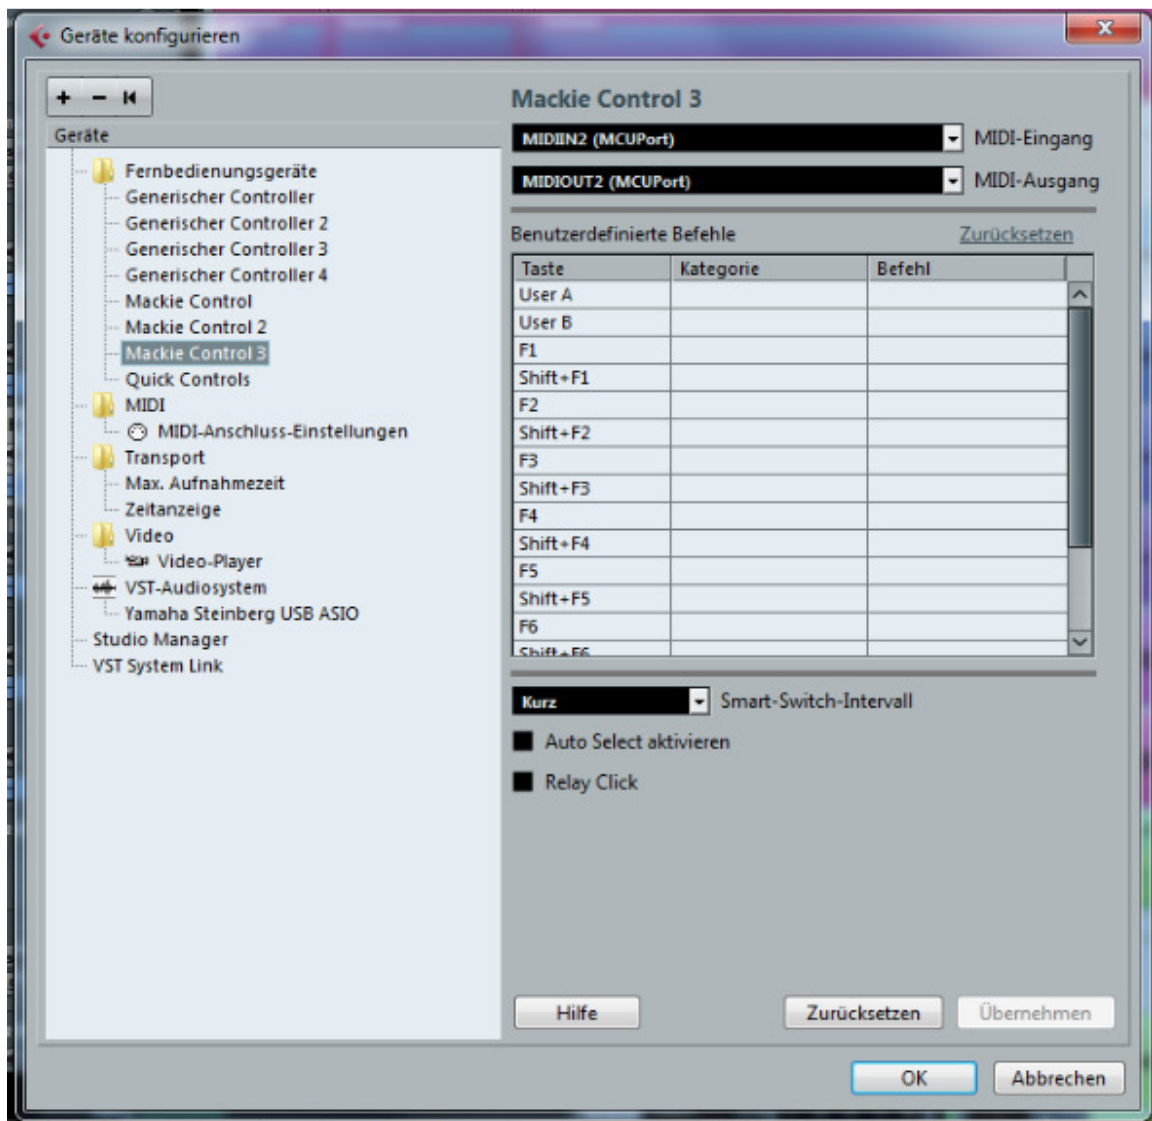 Geräte konfigurieren
Geräte
Fernbedienungsgeräte
Generischer Controller
Generischer Controller 2
Generischer Controller 3
Generischer Controller 4
Mackie Control
Mackie Control 2
Mackie Control 3
Quick Controls
MIDI
MIDI-Anschluss-Einstellungen
Transport
Max. Aufnahmezeit
Zeitanzeige
Video
Video-Player
VST-Audiosystem
Yamaha Steinberg USB ASIO
Studio Manager
VST System Link
Mackie Control 3
MIDIIN2 (MCUPort) MIDI-Eingang
MIDIOUT2 (MCUPort) MIDI-Ausgang
Benutzerdefinierte Befehle Zurücksetzen
Taste Kategorie Befehl
User A
User B
F1
Shift+F1
F2
Shift+F2
F3
Shift+F3
F4
Shift+F4
F5
Shift+F5
F6
Shift+F6
Kurz Smart-Switch-Intervall
Auto Select aktivieren
Relay Click
Hilfe Zurücksetzen Übernehmen
OK Abbrechen